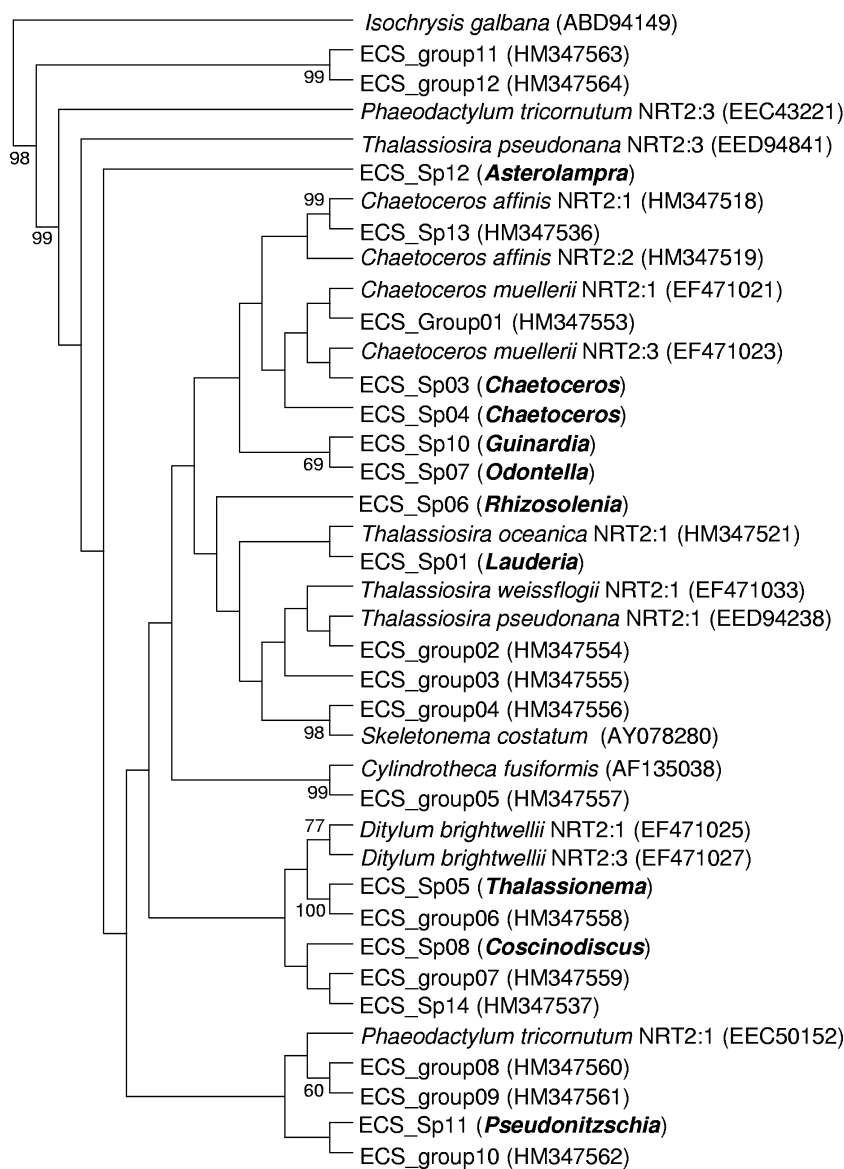 Isochrysis galbana (ABD94149)
ECS_group11 (HM347563)
99
ECS_group12 (HM347564)
Phaeodactylum tricornutum NRT2:3 (EEC43221)
98
Thalassiosira pseudonana NRT2:3 (EED94841)
ECS_Sp12 (Asterolampra)
99
Chaetoceros affinis NRT2:1 (HM347518)
99
ECS_Sp13 (HM347536)
Chaetoceros affinis NRT2:2 (HM347519)
Chaetoceros muellerii NRT2:1 (EF471021)
ECS_Group01 (HM347553)
Chaetoceros muellerii NRT2:3 (EF471023)
ECS_Sp03 (Chaetoceros)
ECS_Sp04 (Chaetoceros)
ECS_Sp10 (Guinardia)
69
ECS_Sp07 (Odontella)
ECS_Sp06 (Rhizosolenia)
Thalassiosira oceanica NRT2:1 (HM347521)
ECS_Sp01 (Lauderia)
Thalassiosira weissflogii NRT2:1 (EF471033)
Thalassiosira pseudonana NRT2:1 (EED94238)
ECS_group02 (HM347554)
ECS_group03 (HM347555)
ECS_group04 (HM347556)
98
Skeletonema costatum (AY078280)
Cylindrotheca fusiformis (AF135038)
99
ECS_group05 (HM347557)
77
Ditylum brightwellii NRT2:1 (EF471025)
Ditylum brightwellii NRT2:3 (EF471027)
ECS_Sp05 (Thalassionema)
100
ECS_group06 (HM347558)
ECS_Sp08 (Coscinodiscus)
ECS_group07 (HM347559)
ECS_Sp14 (HM347537)
Phaeodactylum tricornutum NRT2:1 (EEC50152)
ECS_group08 (HM347560)
60
ECS_group09 (HM347561)
ECS_Sp11 (Pseudonitzschia)
ECS_group10 (HM347562)